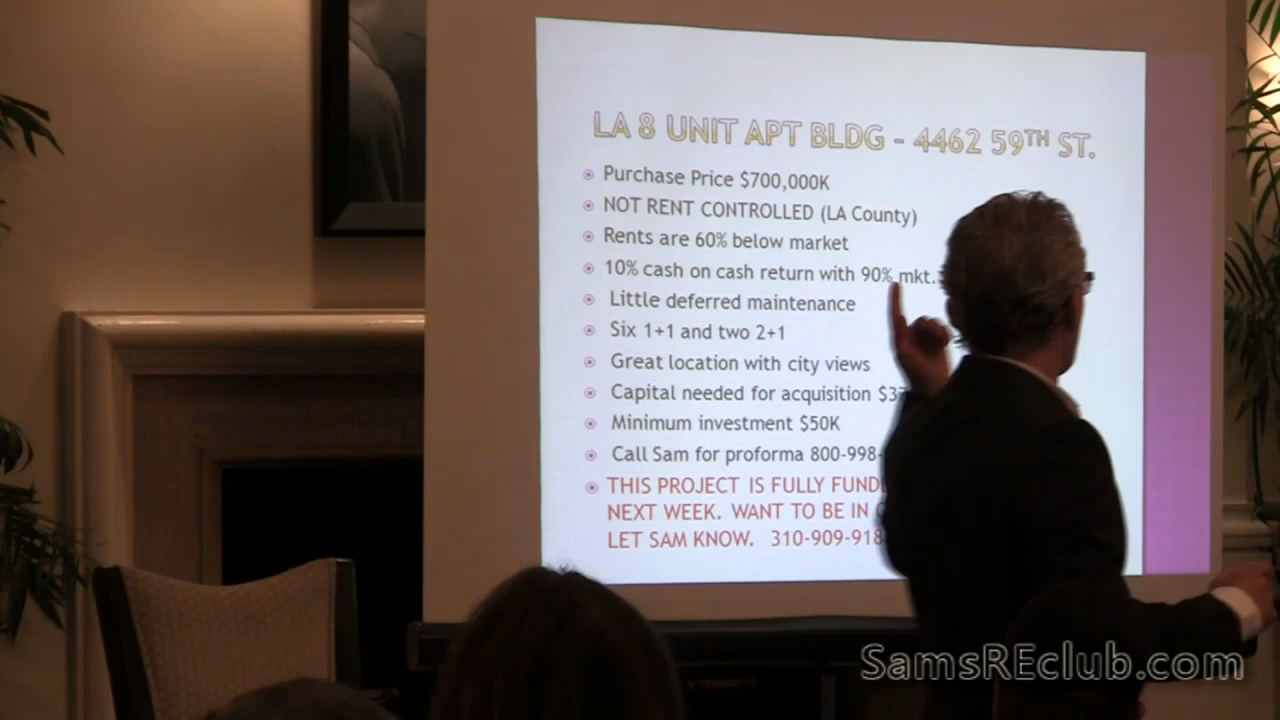 LA 8 UNIT APT BLDG - 4462 59TH ST.
Purchase Price $700,000K
NOT RENT CONTROLLED (LA County)
Rents are 60% below market
10% cash on cash return with 90% mkt.
Little deferred maintenance
Six 1+1 and two 2+1
Great location with city views
Capital needed for acquisition
Minimum investment $50K
Call Sam for proforma 800-998-
THIS PROJECT IS FULLY
NEXT WEEK. WANT TO BE IN
LET SAM KNOW. 310-909-918
SamsREclub.com